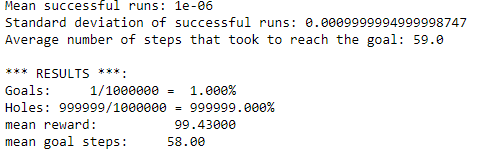 Mean successful runs: 1e-06
Standard deviation of successful runs: 0.0009999994999998747
Average number of steps that took to reach the goal: 59.0
*** RESULTS ***:
Goals: 1/1000000 = 1.000%
Holes: 999999/1000000 = 999999.000%
mean reward: 99.43000
mean goal steps: 58.00